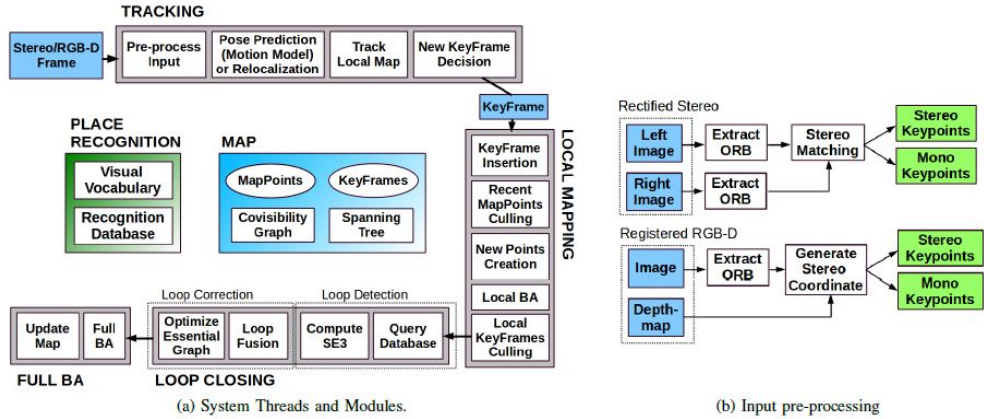 TRACKING
Stereo/RGB-D
Frame
Pre-process
Input
Pose Prediction
(Motion Model)
or Relocalization
Track
Local Map
New KeyFrame
Decision
KeyFrame
PLACE
RECOGNITION
Visual
Vocabulary
Recognition
Database
MAP
MapPoints
KeyFrames
Covisibility
Graph
Spanning
Tree
LOCAL MAPPING
KeyFrame
Insertion
Recent
MapPoints
Culling
New Points
Creation
Local BA
Local
KeyFrames
Culling
Loop Correction
Loop Detection
Optimize
Essential
Graph
Loop
Fusion
Compute
SE3
Query
Database
Update
Map
Full
BA
FULL BA
LOOP CLOSING
(a) System Threads and Modules.
Rectified Stereo
Left
Image
Extract
ORB
Stereo
Matching
Stereo
Keypoints
Mono
Keypoints
Right
Image
Extract
ORB
Registered RGB-D
Image
Extract
ORB
Generate
Stereo
Coordinate
Stereo
Keypoints
Mono
Keypoints
Depth-
map
(b) Input pre-processing